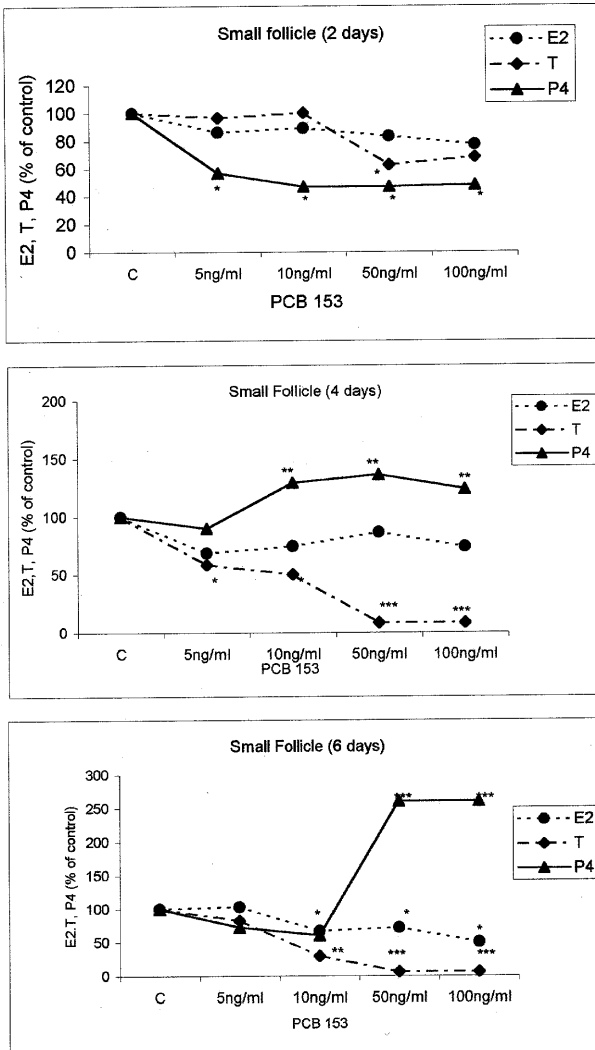 Small follicle (2 days)
E2
T
P4
E2, T, P4 (% of control)
120
100
80
60
40
20
0
*
*
*
*
*
C
5ng/ml
10ng/ml
50ng/ml
100ng/ml
PCB 153
Small Follicle (4 days)
E2
T
P4
E2,T, P4 (% of control)
200
150
100
50
0
**
**
**
*
*
***
***
C
5ng/ml
10ng/ml
50ng/ml
100ng/ml
PCB 153
Small Follicle (6 days)
E2
T
P4
E2.T, P4 (% of control)
300
250
200
150
100
50
0
***
***
*
*
*
**
***
***
C
5ng/ml
10ng/ml
50ng/ml
100ng/ml
PCB 153